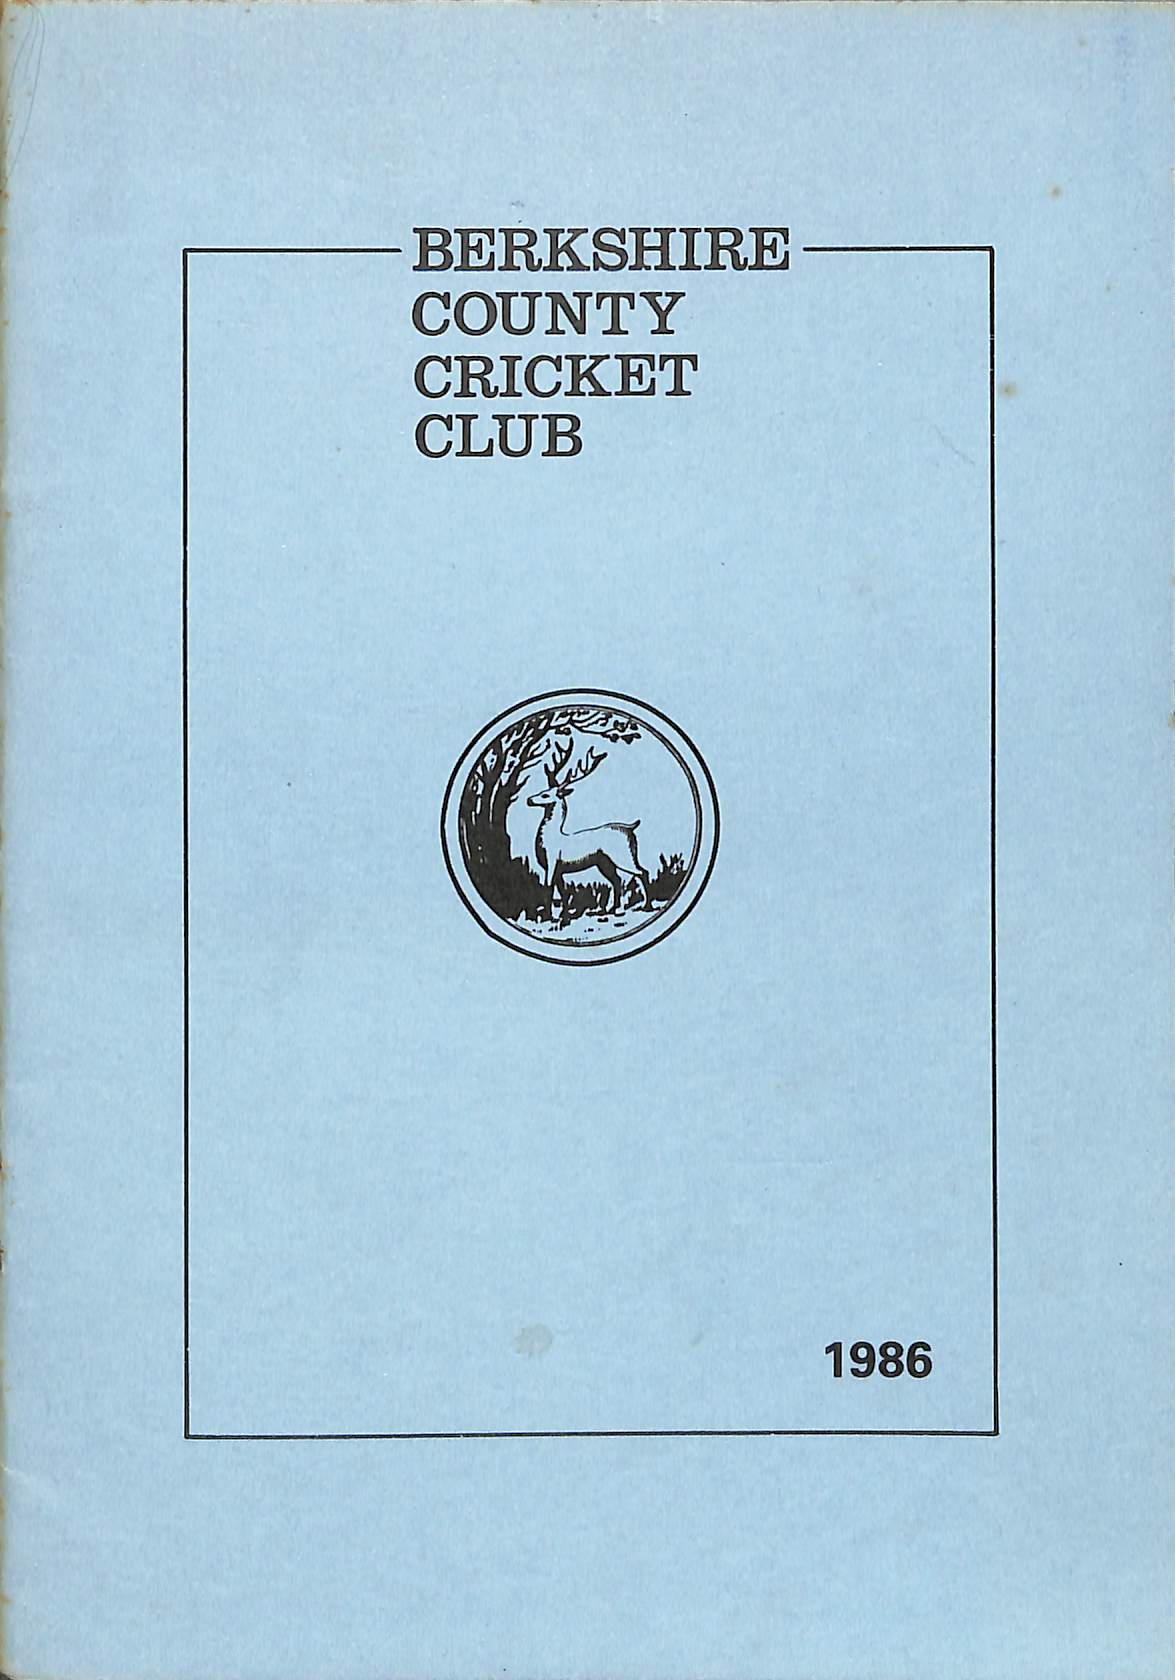 BERKSHIRE
COUNTY
CRICKET
CLUB
1986